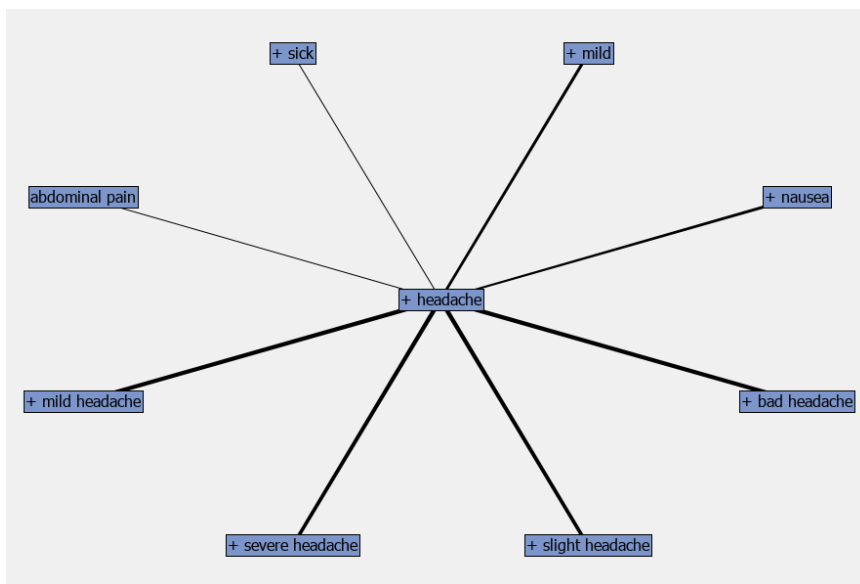 + sick
+ mild
abdominal pain
+ nausea
+ headache
+ mild headache
+ bad headache
+ severe headache
+ slight headache